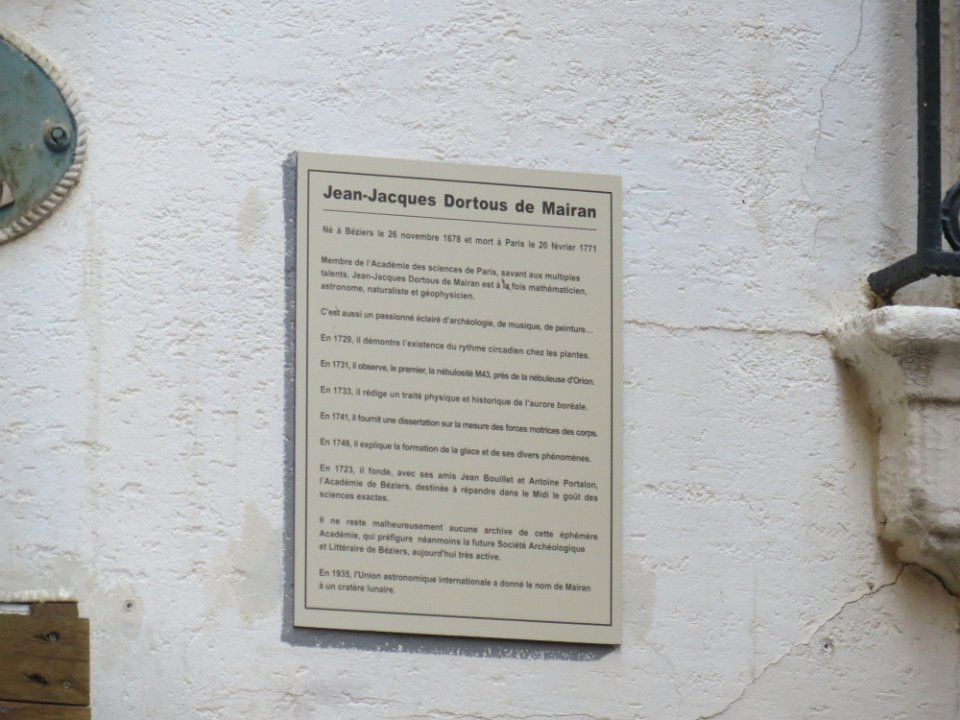 Jean-Jacques Dortous de Mairan
Né à Béziers le 26 novembre 1678 et mort à Paris le 20 février 1771
Membre de l'Académie des sciences de Paris, savant aux multiples
talents, Jean-Jacques Dortous de Mairan est à la fois mathématicien,
astronome, naturaliste et géophysicien.
C'est aussi un passionné éclairé d'archéologie, de musique, de peinture...
En 1729, il démontre l'existence du rythme circadien chez les plantes.
En 1731, il observe, le premier, la nébulosité M43, près de la nébuleuse d'Orion.
En 1733, il rédige un traité physique et historique de l'aurore boréale.
En 1741, il fournit une dissertation sur la mesure des forces motrices des corps.
En 1749, il explique la formation de la glace et de ses divers phénomènes.
En 1723, il fonde, avec ses amis Jean Bouillet et Antoine Portalon,
l'Académie de Béziers, destinée à répandre dans le Midi le goût des
sciences exactes.
Il ne reste malheureusement aucune archive de cette éphémère
Académie, qui préfigure néanmoins la future Société Archéologique
et Littéraire de Béziers, aujourd'hui très active.
En 1935, l'Union astronomique internationale a donné le nom de Mairan
à un cratère lunaire.